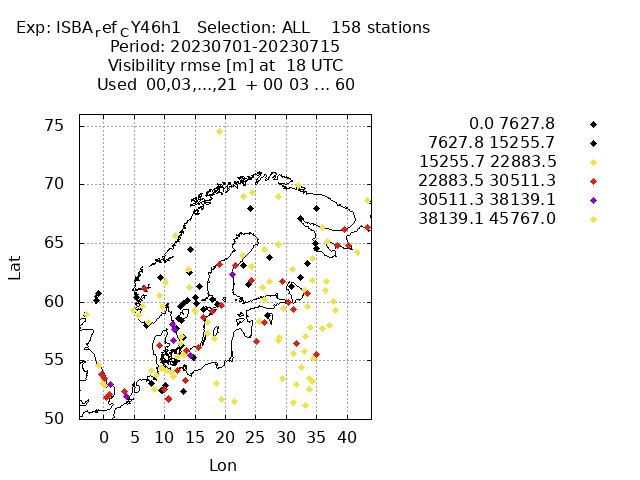 Exp: ISBA_ref_CY46h1 Selection: ALL 158 stations
Period: 20230701-20230715
Visibility rmse [m] at 18 UTC
Used 00,03,...,21 + 00 03 ... 60
0.0 7627.8
7627.8 15255.7
15255.7 22883.5
22883.5 30511.3
30511.3 38139.1
38139.1 45767.0
75
70
65
60
55
50
Lat
0 5 10 15 20 25 30 35 40
Lon